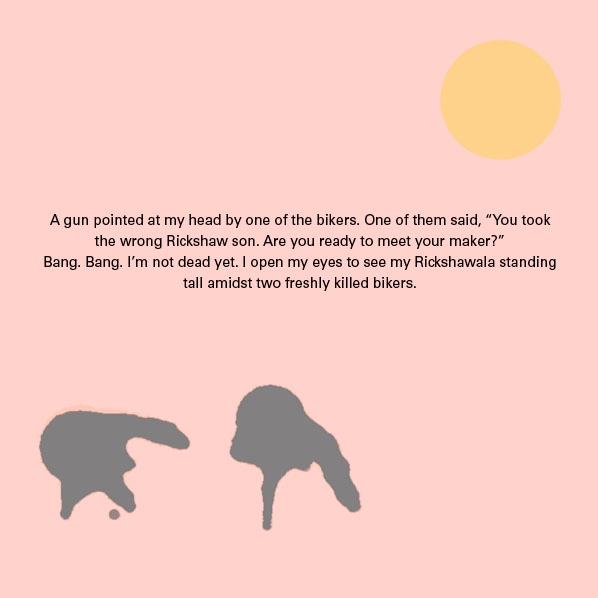 A gun pointed at my head by one of the bikers. One of them said, “You took
the wrong Rickshaw son. Are you ready to meet your maker?”
Bang. Bang. I’m not dead yet. I open my eyes to see my Rickshawala standing
tall amidst two freshly killed bikers.